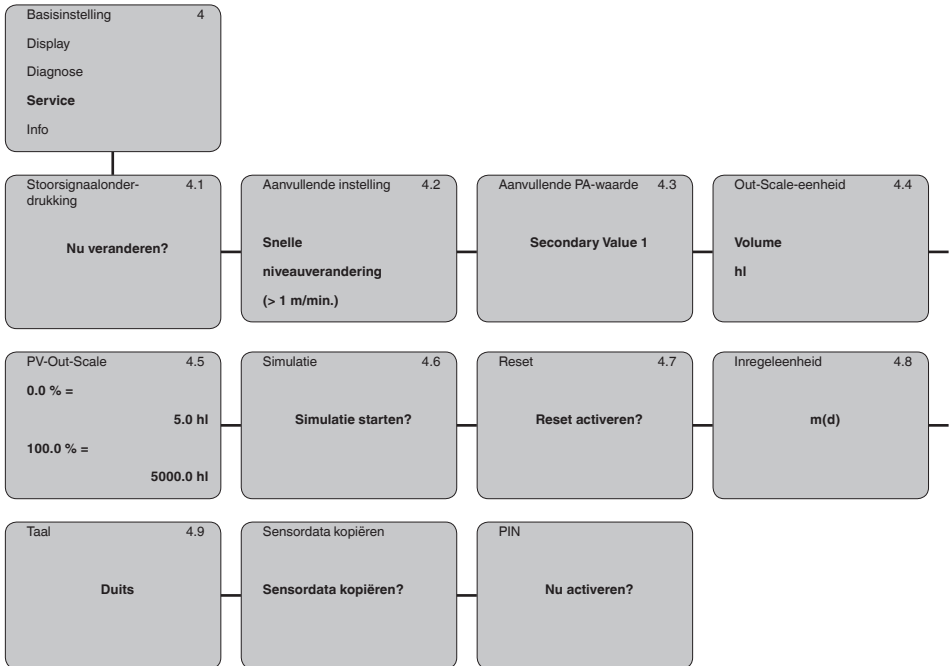 Basisinstelling 4
Display
Diagnose
Service
Info
Stoorsignaalonder- 4.1
drukking
Nu veranderen?
Aanvullende instelling 4.2
Snelle
niveauverandering
(> 1 m/min.)
Aanvullende PA-waarde 4.3
Secondary Value 1
Out-Scale-eenheid 4.4
Volume
hl
PV-Out-Scale 4.5
0.0 % =
5.0 hl
100.0 % =
5000.0 hl
Simulatie 4.6
Simulatie starten?
Reset 4.7
Reset activeren?
Inregeleenheid 4.8
m(d)
Taal 4.9
Duits
Sensordata kopiëren
Sensordata kopiëren?
PIN
Nu activeren?